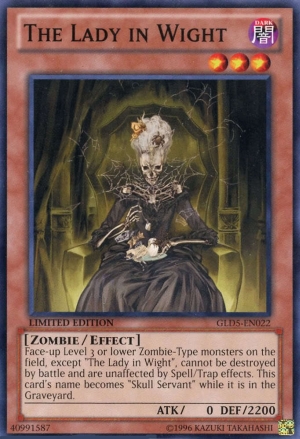 The Lady in Wight
DARK
闇
LIMITED EDITION
GLD5-EN022
[Zombie / Effect]
Face-up Level 3 or lower Zombie-Type monsters on the
field, except "The Lady in Wight", cannot be destroyed
by battle and are unaffected by Spell/Trap effects. This
card's name becomes "Skull Servant" while it is in the
Graveyard.
ATK/ 0 DEF/2200
40991587
©1996 KAZUKI TAKAHASHI